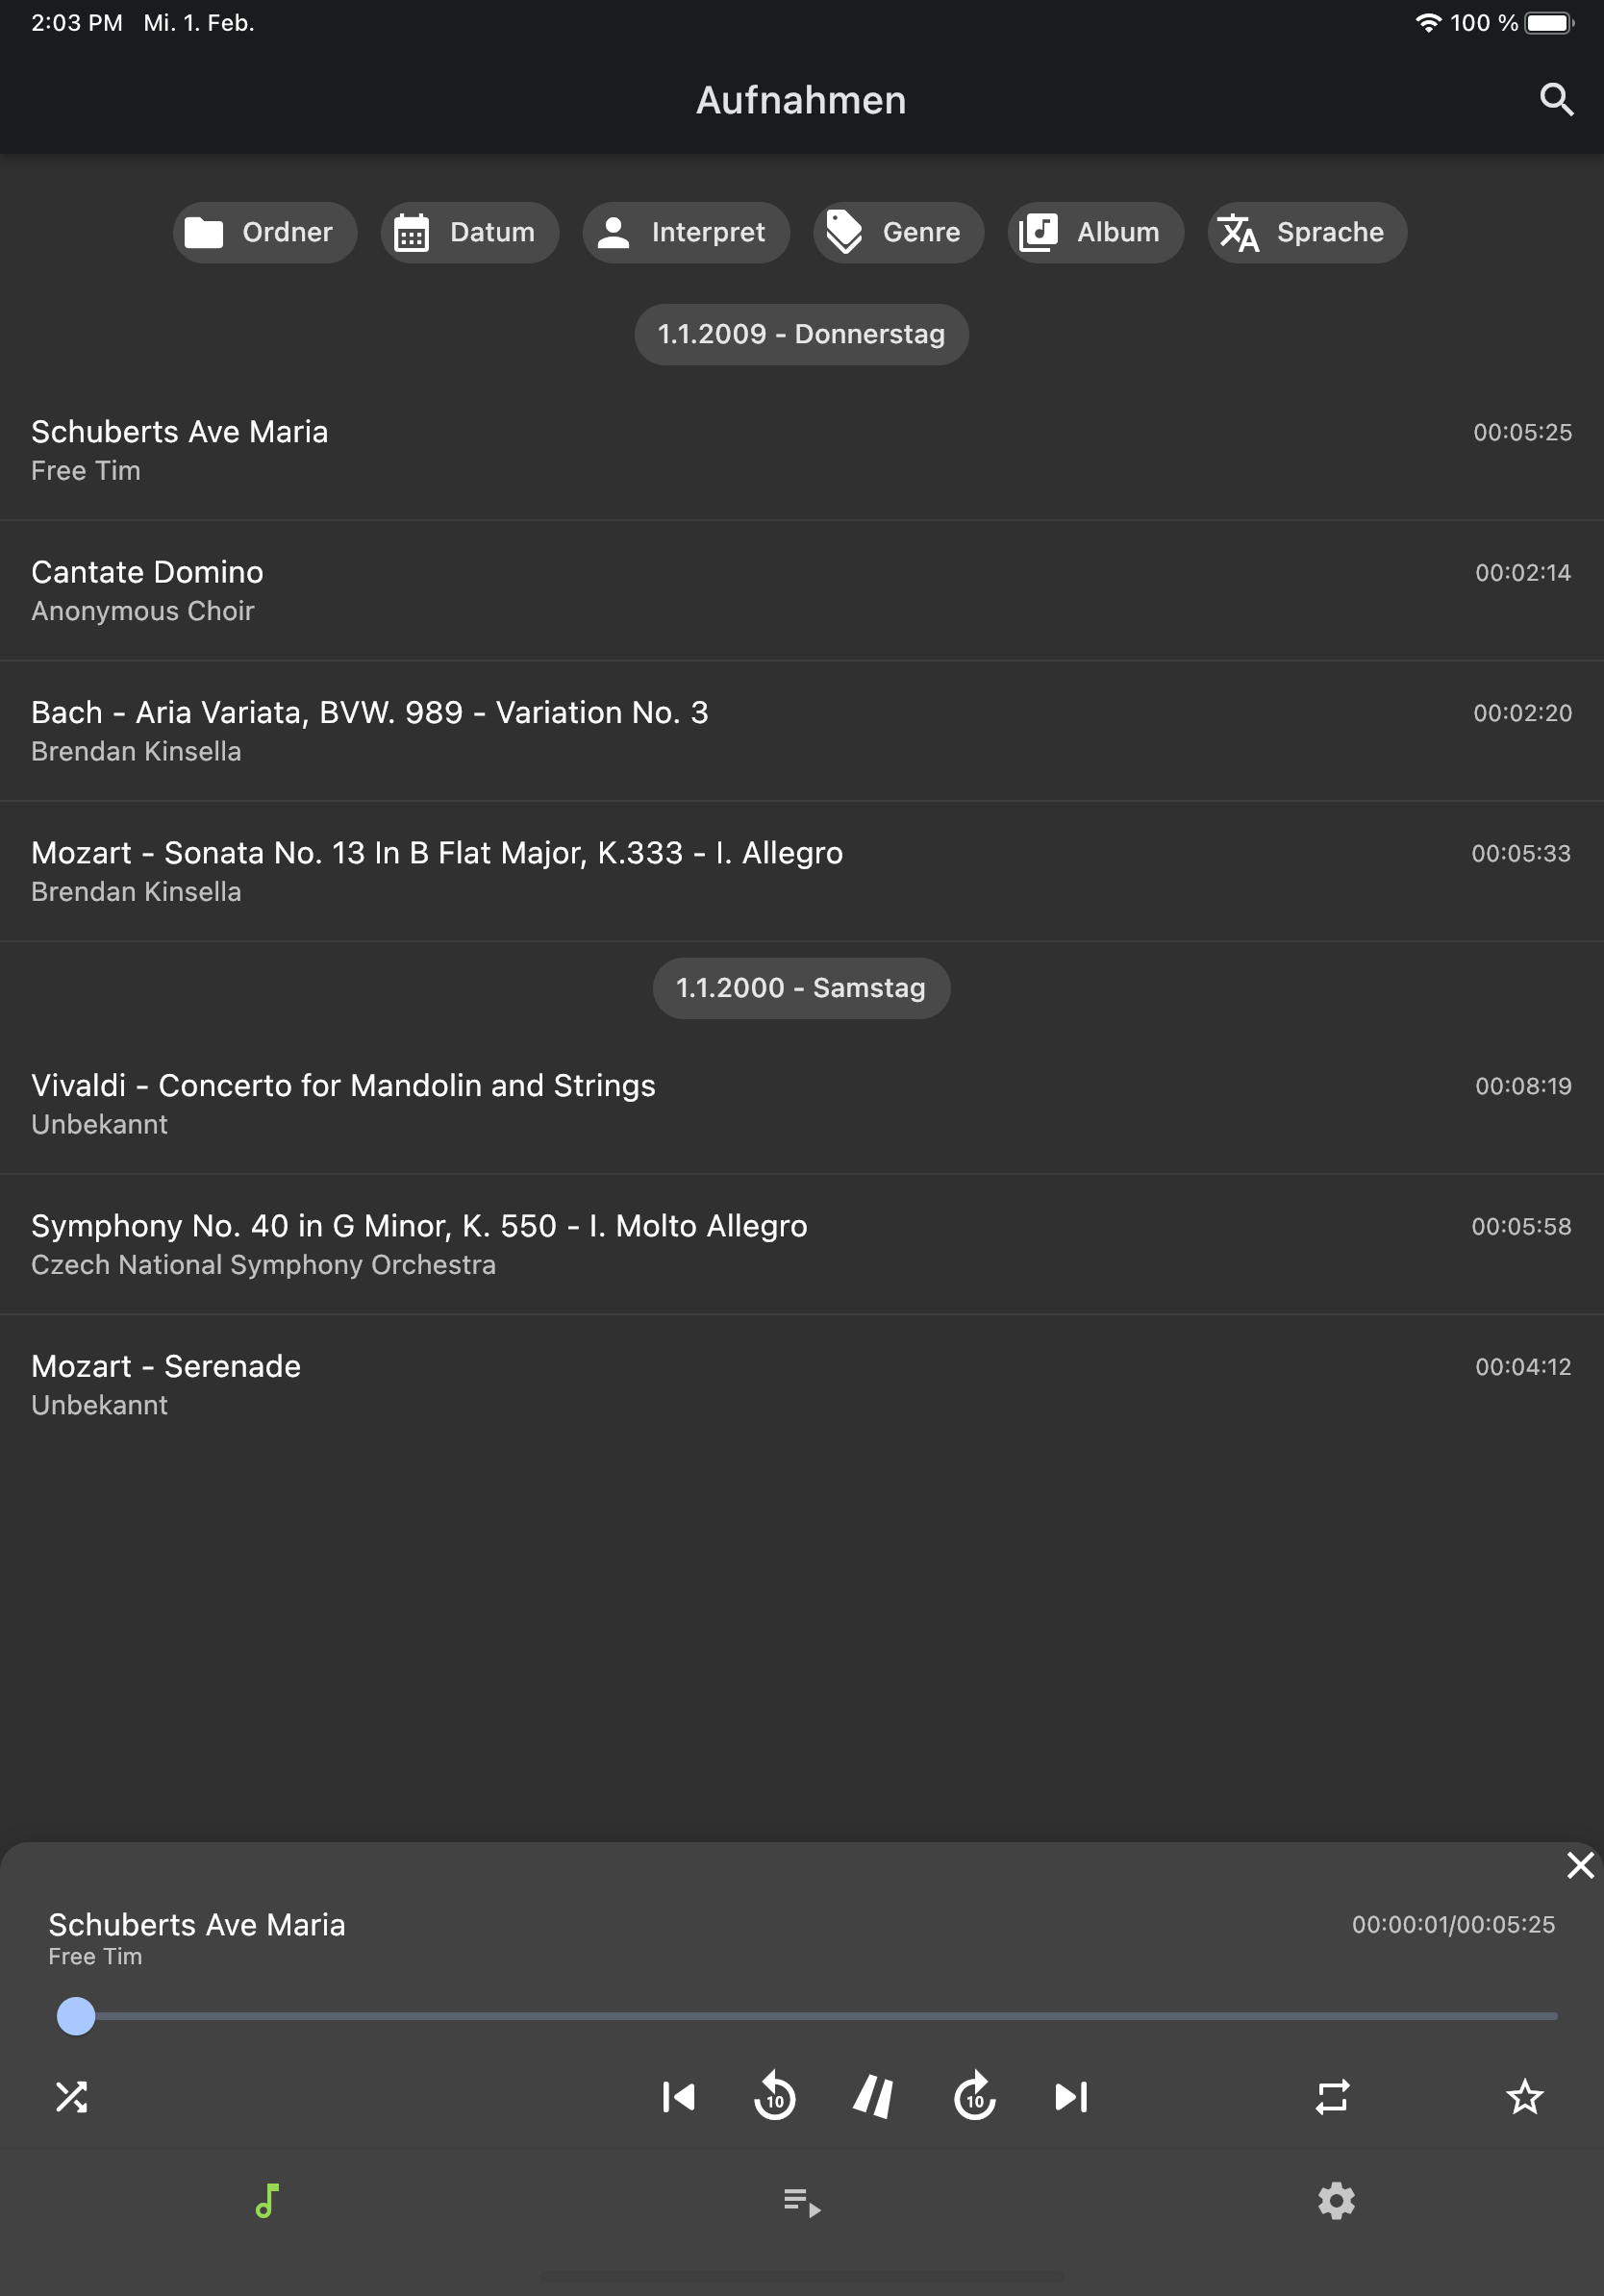 2:03 PM Mi. 1. Feb. 100 %
Aufnahmen
Ordner Datum Interpret Genre Album Sprache
1.1.2009 - Donnerstag
Schuberts Ave Maria 00:05:25
Free Tim
Cantate Domino 00:02:14
Anonymous Choir
Bach - Aria Variata, BVW. 989 - Variation No. 3 00:02:20
Brendan Kinsella
Mozart - Sonata No. 13 In B Flat Major, K.333 - I. Allegro 00:05:33
Brendan Kinsella
1.1.2000 - Samstag
Vivaldi - Concerto for Mandolin and Strings 00:08:19
Unbekannt
Symphony No. 40 in G Minor, K. 550 - I. Molto Allegro 00:05:58
Czech National Symphony Orchestra
Mozart - Serenade 00:04:12
Unbekannt
Schuberts Ave Maria 00:00:01/00:05:25
Free Tim
10 10